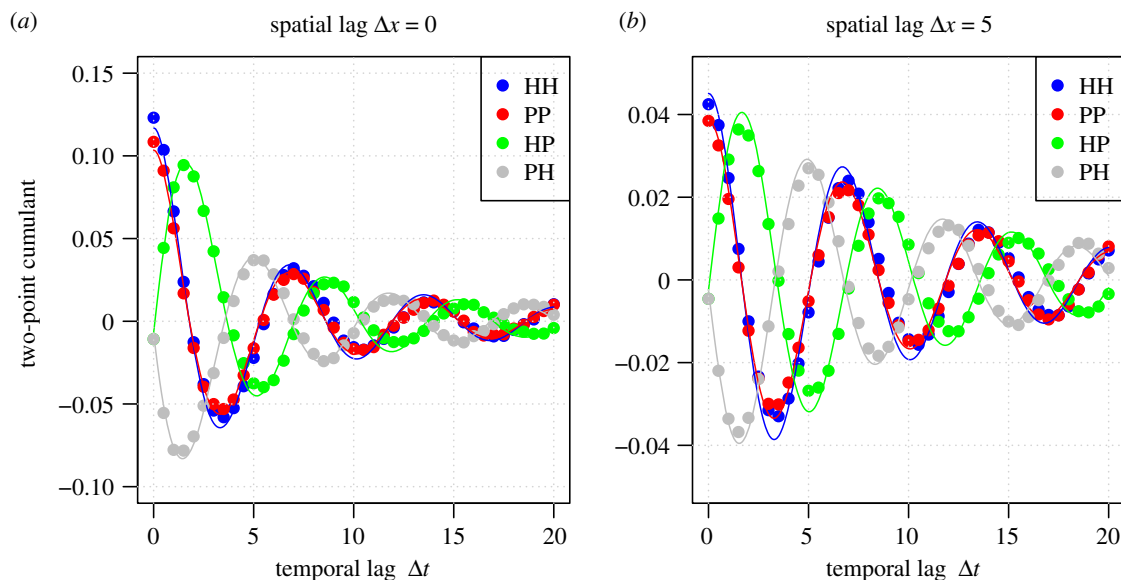 (a)
spatial lag Δx = 0
0.15
0.10
0.05
0
−0.05
−0.10
two-point cumulant
0
5
10
15
20
temporal lag Δt
HH
PP
HP
PH
(b)
spatial lag Δx = 5
0.04
0.02
0
−0.02
−0.04
0
5
10
15
20
temporal lag Δt
HH
PP
HP
PH